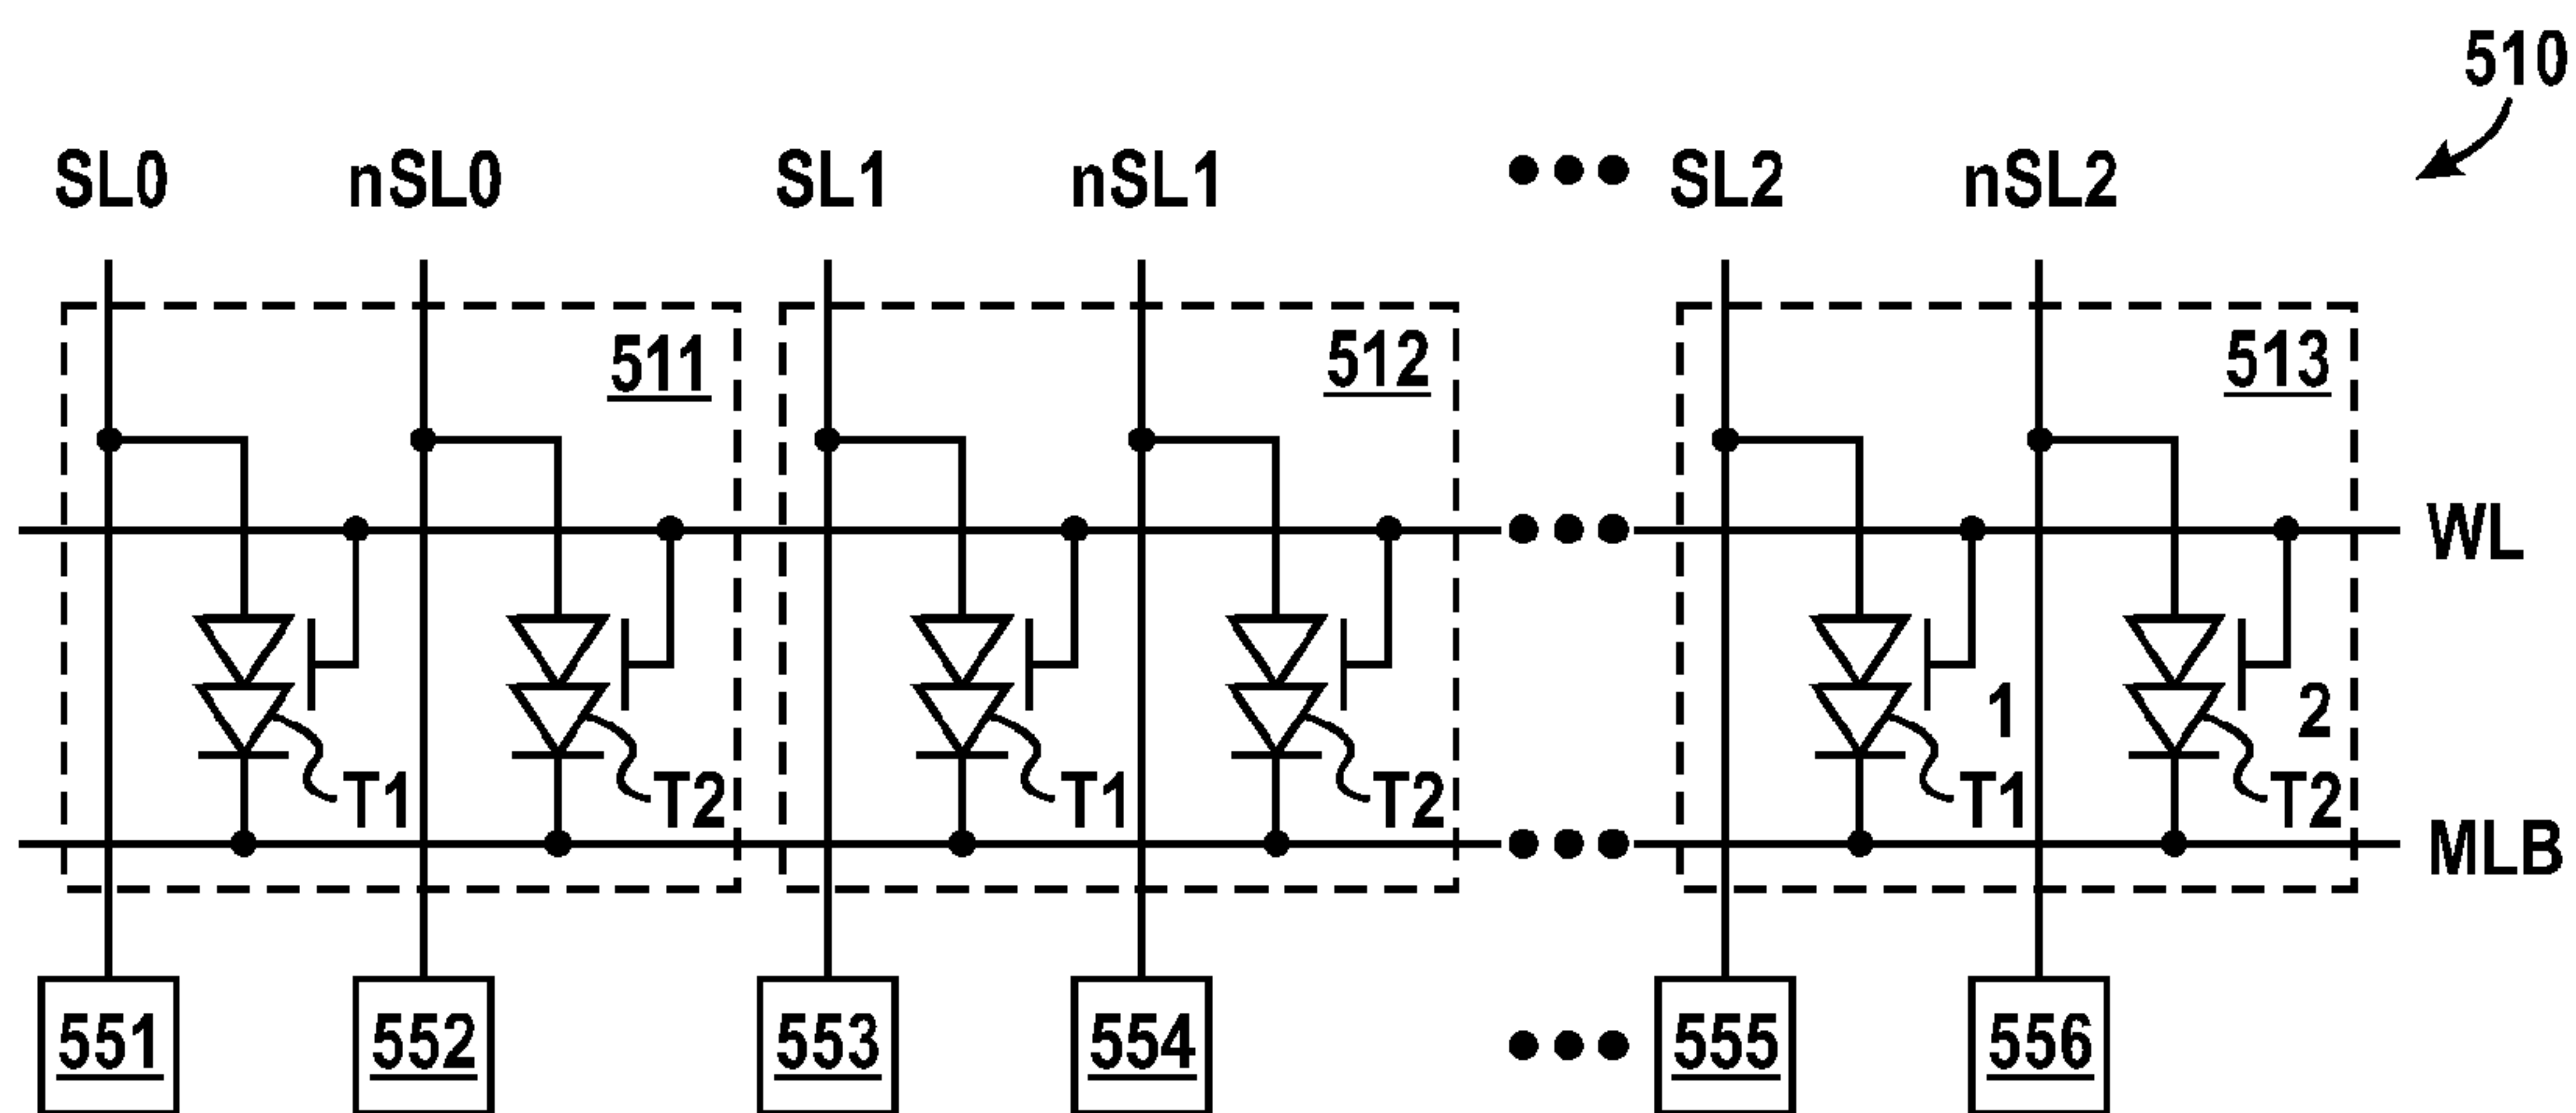 510
SL0 nSL0 SL1 nSL1 SL2 nSL2
511 512 513
WL
1 2
T1 T2 T1 T2 T1 T2
MLB
551 552 553 554 555 556